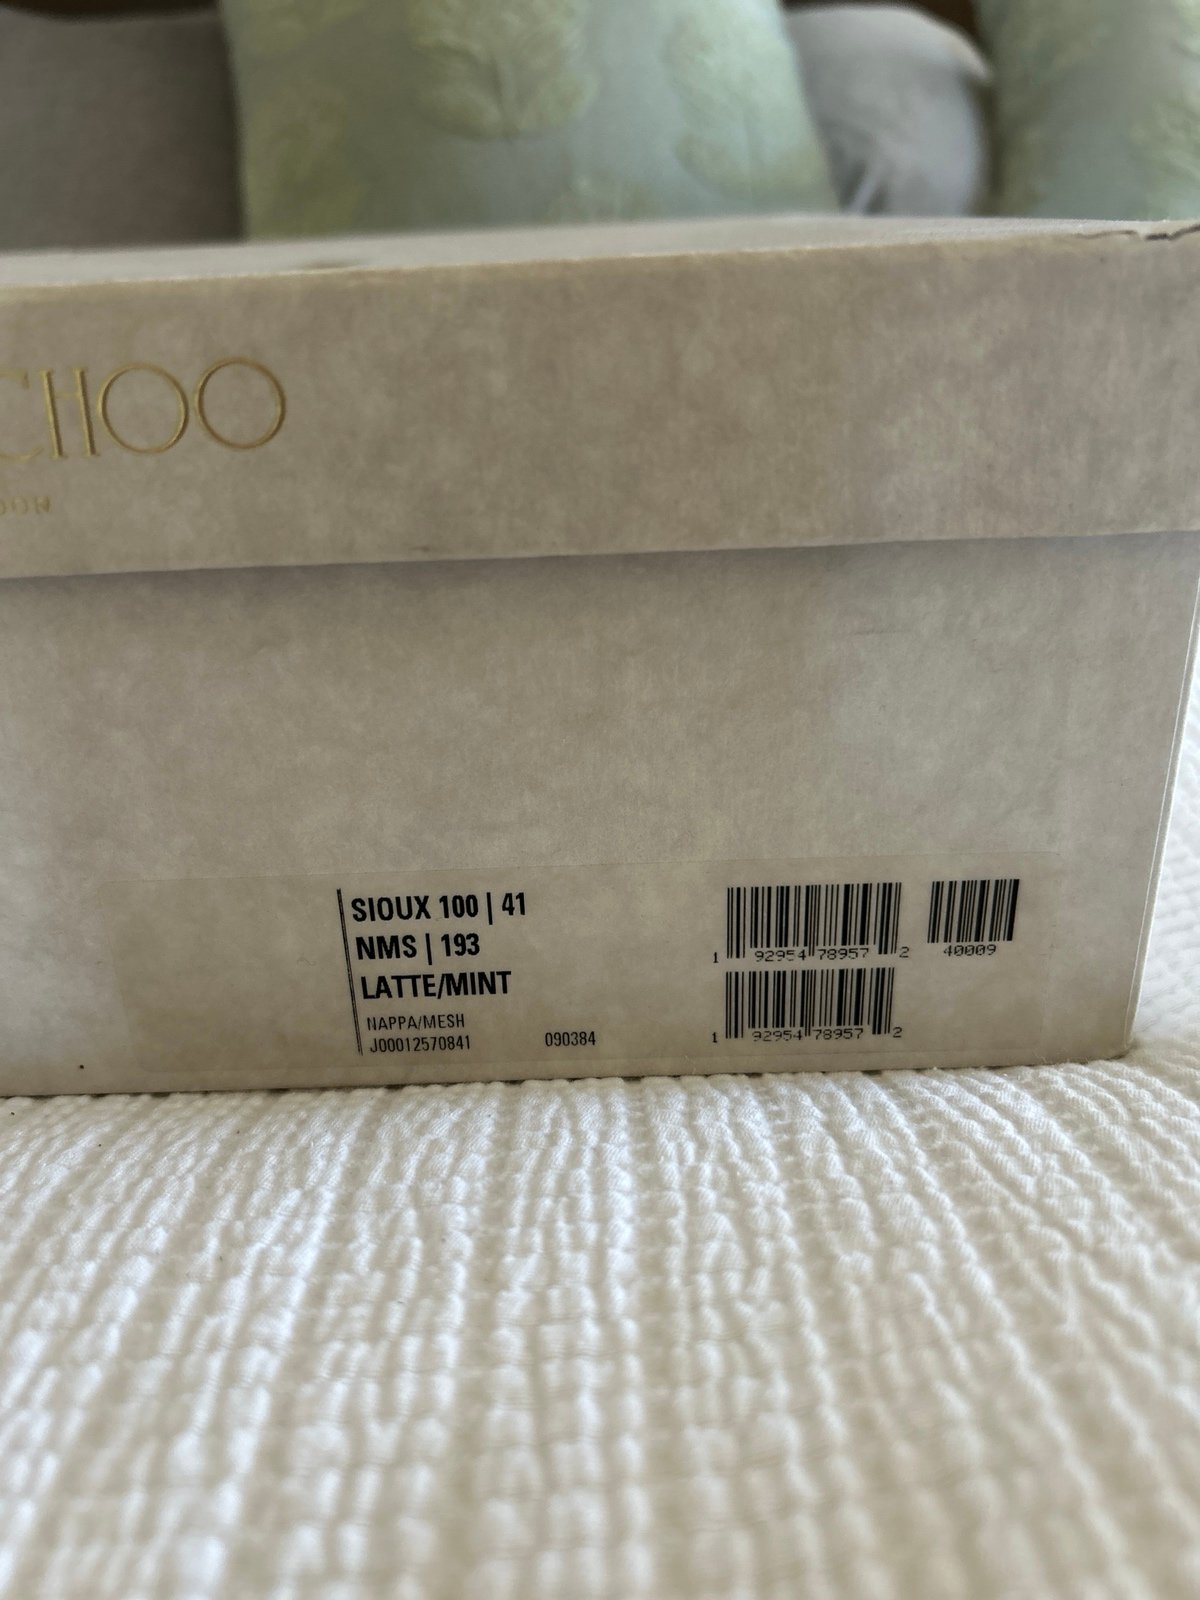 CHOO
SIOUX 100 | 41
NMS | 193
LATTE/MINT
NAPPA/MESH
J00012570841 090384
1 92954 78957 2
40009
1 92954 78957 2